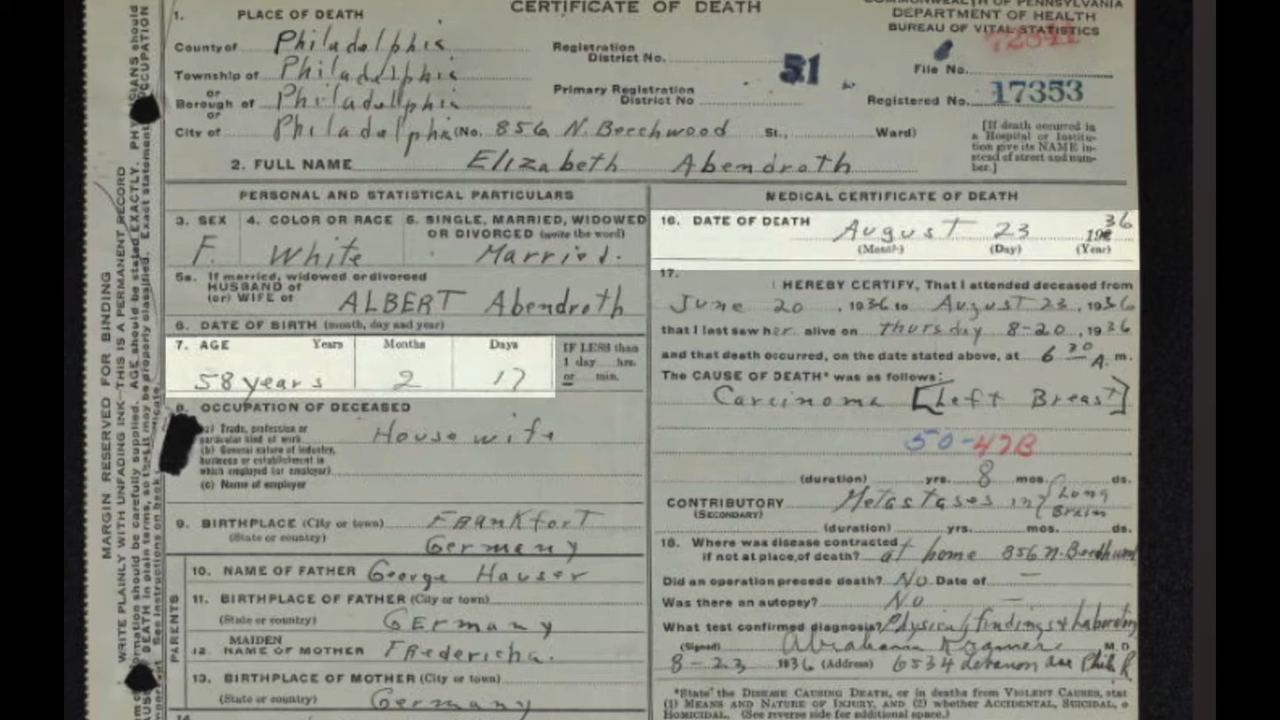 CERTIFICATE OF DEATH
COMMONWEALTH OF PENNSYLVANIA
DEPARTMENT OF HEALTH
BUREAU OF VITAL STATISTICS
1. PLACE OF DEATH
County of Philadelphia
Township of Philadelphia
or
Borough of Philadelphia
or
City of Philadelphia (No. 856 N. Beechwood St., Ward)
Registration
District No.
51
Primary Registration
District No
File No.
Registered No. 17353
[If death occurred in
a Hospital or Institu-
tion give its NAME in-
stead of street and num-
ber.]
2. FULL NAME Elizabeth Abendroth
PERSONAL AND STATISTICAL PARTICULARS
3. SEX 4. COLOR OR RACE 5. SINGLE, MARRIED, WIDOWED
OR DIVORCED (write the word)
F. White Married.
5a. If married, widowed or divorced
HUSBAND of
(or) WIFE of ALBERT Abendroth
6. DATE OF BIRTH (month, day and year)
7. AGE Years Months Days
58 years 2 17
IF LESS than
1 day hrs.
or min.
8. OCCUPATION OF DECEASED
(a) Trade, profession or
particular kind of work Housewife
(b) General nature of industry,
business or establishment in
which employed (or employer)
(c) Name of employer
9. BIRTHPLACE (City or town) Frankfort
(State or country) Germany
PARENTS
10. NAME OF FATHER George Hauser
11. BIRTHPLACE OF FATHER (City or town)
(State or country) Germany
MAIDEN
12. NAME OF MOTHER Fredericha.
13. BIRTHPLACE OF MOTHER (City or town)
(State or country) Germany
MEDICAL CERTIFICATE OF DEATH
16. DATE OF DEATH August 23 1936
(Month) (Day) (Year)
17.
I HEREBY CERTIFY, That I attended deceased from
June 20, 1936 to August 23, 1936
that I last saw her alive on Thursday 8-20, 1936
and that death occurred, on the date stated above, at 6 30 A. m.
The CAUSE OF DEATH* was as follows:
Carcinoma [Left Breast]
50-47B
(duration) yrs. 8 mos. ds.
CONTRIBUTORY Metastases in { Lung
(SECONDARY) Brain
(duration) yrs. mos. ds.
18. Where was disease contracted
if not at place of death? at home 856 N. Beechwood
Did an operation precede death? No Date of —
Was there an autopsy? No —
What test confirmed diagnosis? Physical findings & Laboratory
(Signed) Abraham M. D.
8-23 1936 (Address) 6534 Lebanon Ave Phila
*State the DISEASE CAUSING DEATH, or in deaths from VIOLENT CAUSES, state
(1) MEANS AND NATURE OF INJURY, and (2) whether ACCIDENTAL, SUICIDAL, or
HOMICIDAL. (See reverse side for additional space.)
MARGIN RESERVED FOR BINDING
WRITE PLAINLY WITH UNFADING INK—THIS IS A PERMANENT RECORD